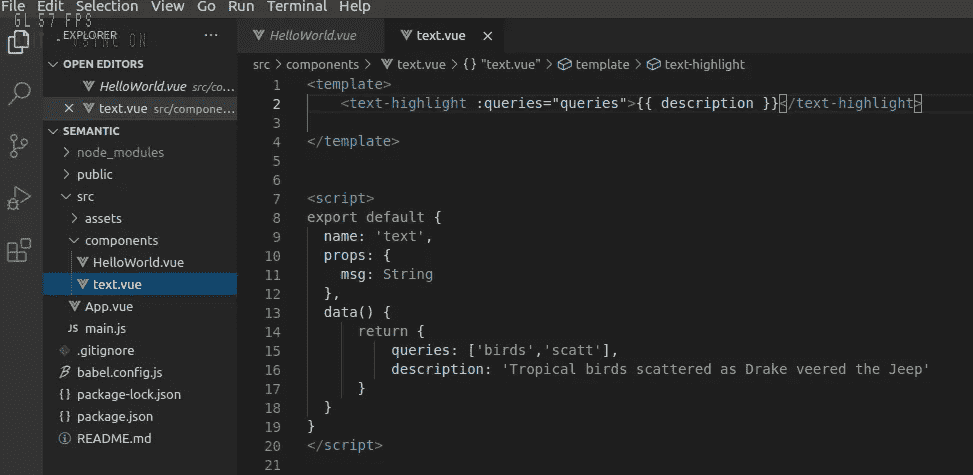 File Edit Selection View Go Run Terminal Help
GL 57 FPS
EXPLORER ...
VSYNC ON
HelloWorld.vue
text.vue ×
src > components > text.vue > {} "text.vue" > template > text-highlight
OPEN EDITORS
HelloWorld.vue src/co...
× text.vue src/compone...
SEMANTIC
> node_modules
> public
src
> assets
components
HelloWorld.vue
text.vue
App.vue
JS main.js
.gitignore
babel.config.js
{} package-lock.json
{} package.json
README.md
1 <template>
2 <text-highlight :queries="queries">{{ description }}</text-highlight>
3
4 </template>
5
6
7 <script>
8 export default {
9 name: 'text',
10 props: {
11 msg: String
12 },
13 data() {
14 return {
15 queries: ['birds','scatt'],
16 description: 'Tropical birds scattered as Drake veered the Jeep'
17 }
18 }
19 }
20 </script>
21